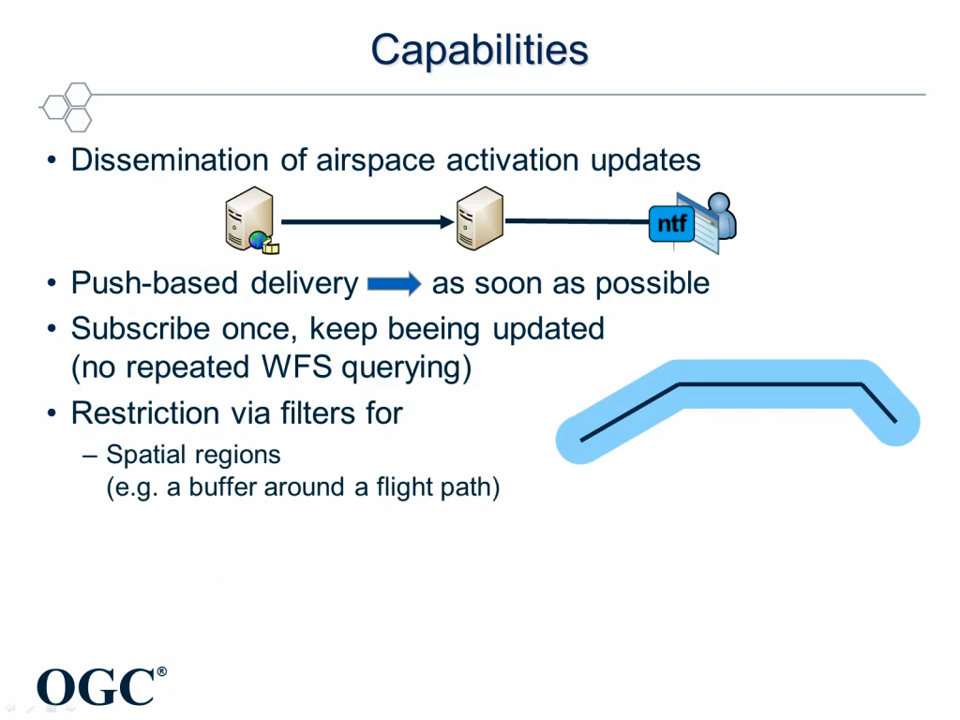 Capabilities
• Dissemination of airspace activation updates
ntf
• Push-based delivery as soon as possible
• Subscribe once, keep beeing updated
(no repeated WFS querying)
• Restriction via filters for
– Spatial regions
(e.g. a buffer around a flight path)
OGC®